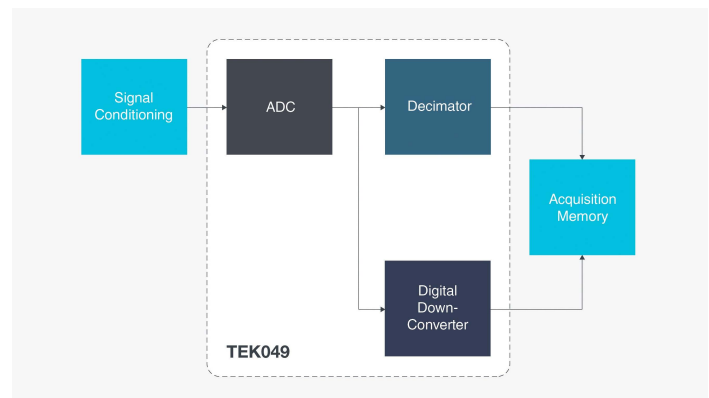 Signal
Conditioning
ADC
Decimator
Acquisition
Memory
Digital
Down-
Converter
TEK049